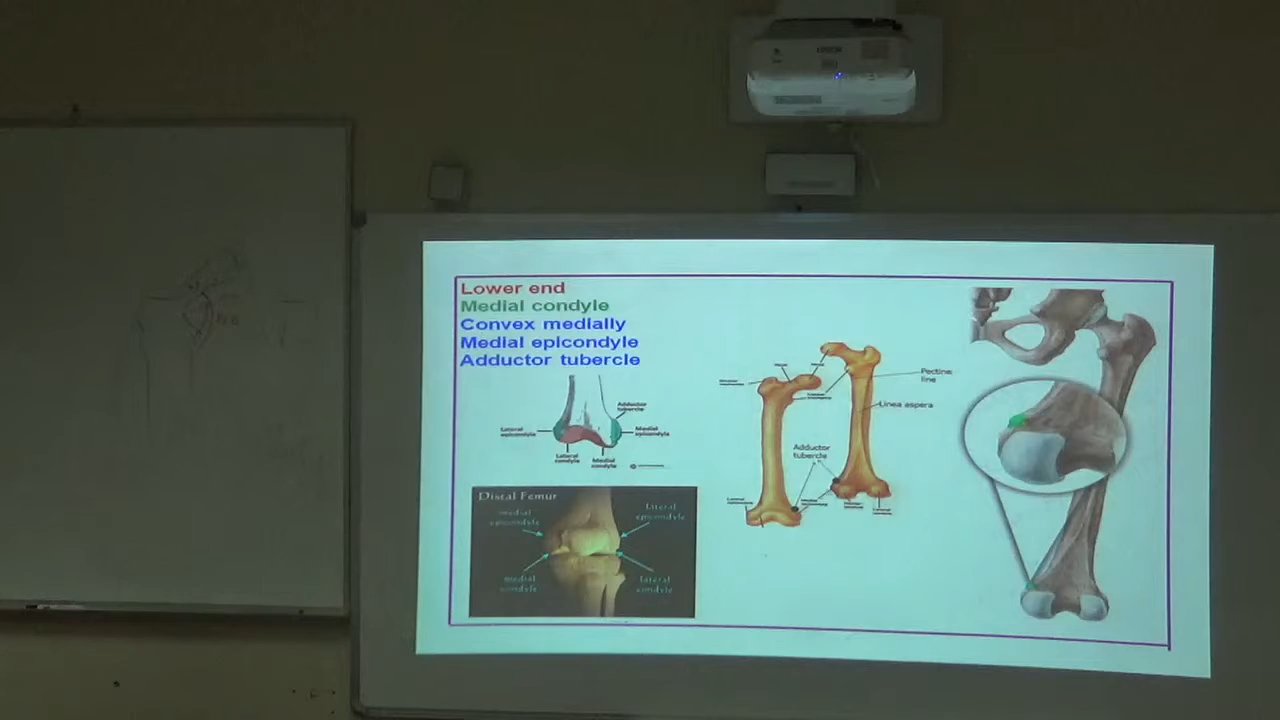 EPSON
Lower end
Medial condyle
Convex medially
Medial epicondyle
Adductor tubercle
Adductor
tubercle
Lateral
epicondyle
Medial
epicondyle
Lateral
condyle
Medial
condyle
Distal Femur
medial
epicondyle
Lateral
epicondyle
medial
condyle
lateral
condyle
Pectine
line
Linea aspera
Adductor
tubercle